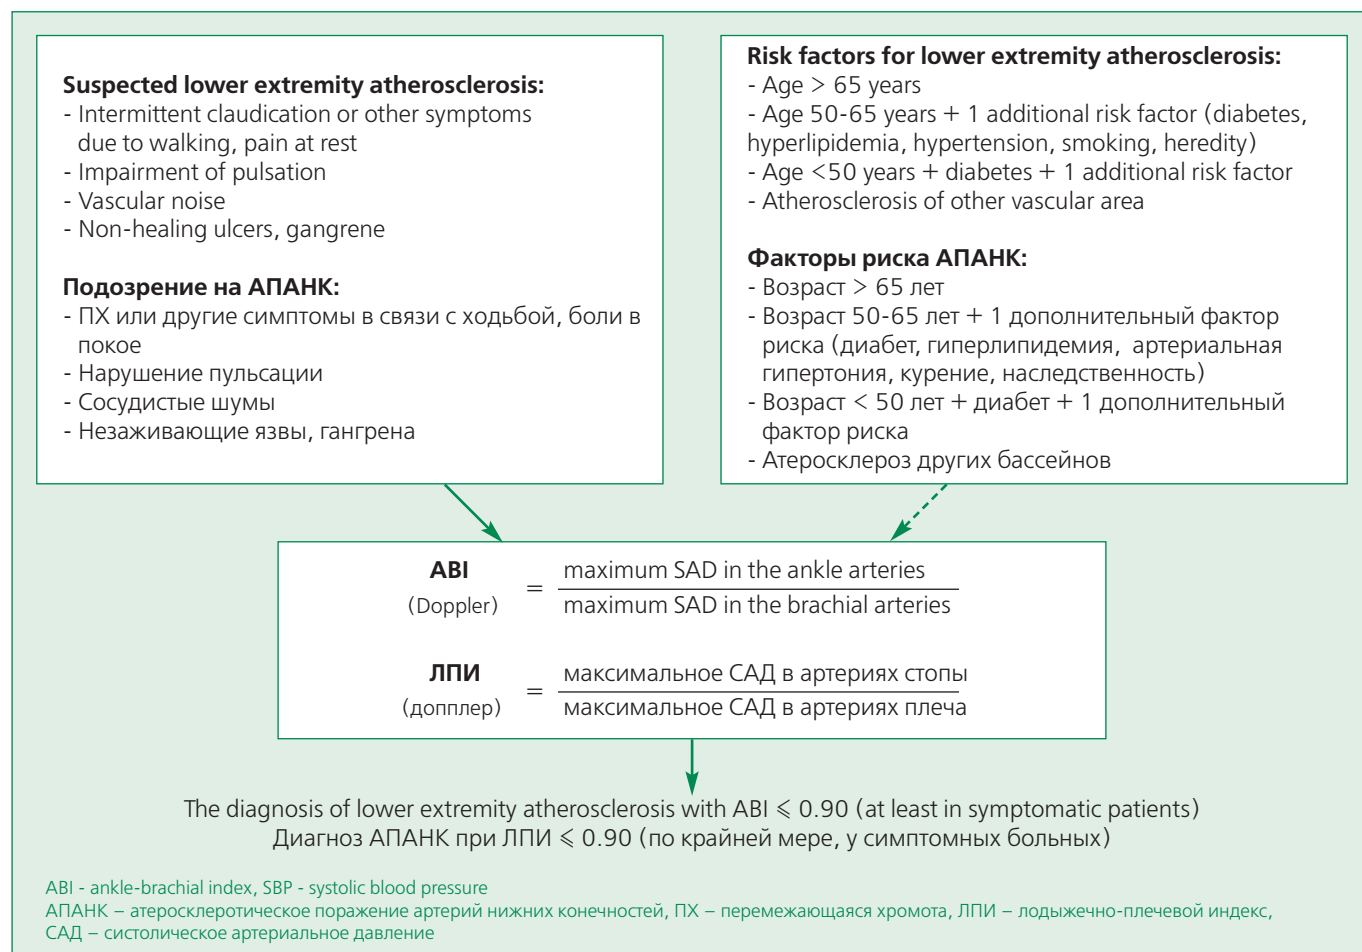 Suspected lower extremity atherosclerosis:
- Intermittent claudication or other symptoms
due to walking, pain at rest
- Impairment of pulsation
- Vascular noise
- Non-healing ulcers, gangrene
Подозрение на АПАНК:
- ПХ или другие симптомы в связи с ходьбой, боли в
покое
- Нарушение пульсации
- Сосудистые шумы
- Незаживающие язвы, гангрена
Risk factors for lower extremity atherosclerosis:
- Age > 65 years
- Age 50-65 years + 1 additional risk factor (diabetes,
hyperlipidemia, hypertension, smoking, heredity)
- Age <50 years + diabetes + 1 additional risk factor
- Atherosclerosis of other vascular area
Факторы риска АПАНК:
- Возраст > 65 лет
- Возраст 50-65 лет + 1 дополнительный фактор
риска (диабет, гиперлипидемия, артериальная
гипертония, курение, наследственность)
- Возраст < 50 лет + диабет + 1 дополнительный
фактор риска
- Атеросклероз других бассейнов
ABI
(Doppler)
=
maximum SAD in the ankle arteries
maximum SAD in the brachial arteries
ЛПИ
(допплер)
=
максимальное САД в артериях стопы
максимальное САД в артериях плеча
The diagnosis of lower extremity atherosclerosis with ABI ⩽ 0.90 (at least in symptomatic patients)
Диагноз АПАНК при ЛПИ ⩽ 0.90 (по крайней мере, у симптомных больных)
ABI - ankle-brachial index, SBP - systolic blood pressure
АПАНК – атеросклеротическое поражение артерий нижних конечностей, ПХ – перемежающаяся хромота, ЛПИ – лодыжечно-плечевой индекс,
САД – систолическое артериальное давление